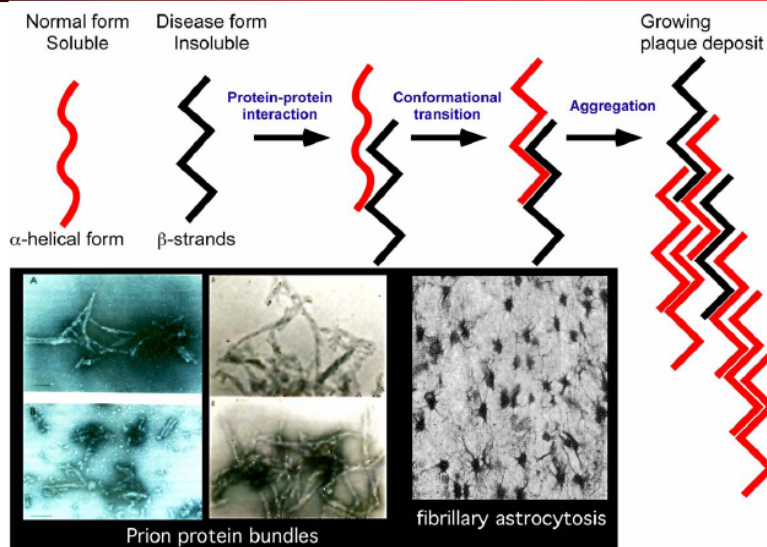 Normal form
Soluble
Disease form
Insoluble
Growing
plaque deposit
Protein-protein
interaction
Conformational
transition
Aggregation
α-helical form
β-strands
A
B
Prion protein bundles
fibrillary astrocytosis